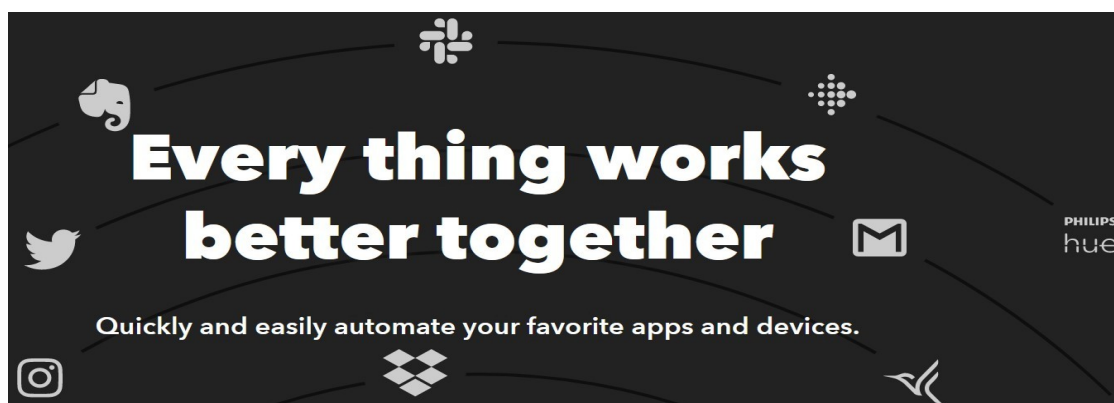 Every thing works
better together
PHILIPS
hue
Quickly and easily automate your favorite apps and devices.